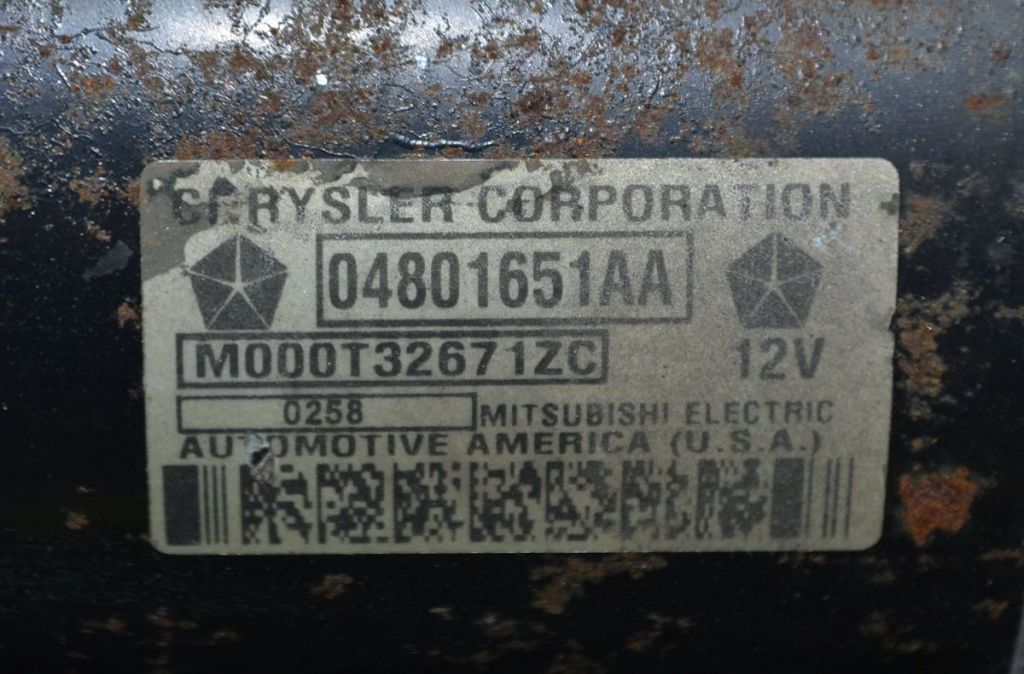 CHRYSLER CORPORATION
04801651AA
M000T32671ZC 12V
0258 MITSUBISHI ELECTRIC
AUTOMOTIVE AMERICA (U.S.A.)